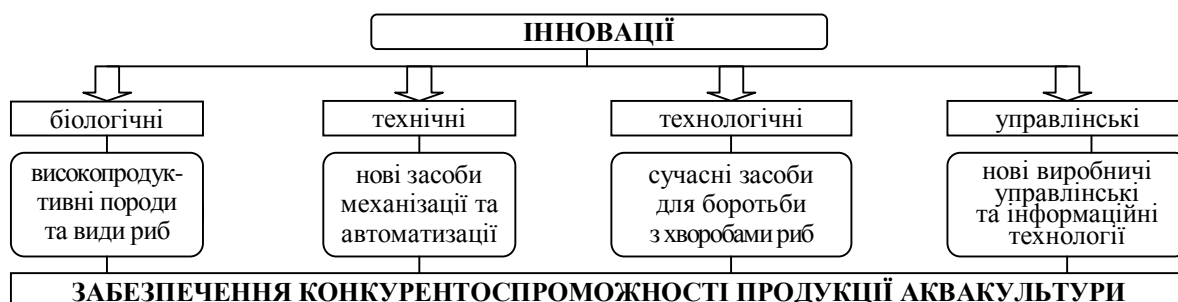 ІННОВАЦІЇ
біологічні
технічні
технологічні
управлінські
високопродук-
тивні породи
та види риб
нові засоби
механізації та
автоматизації
сучасні засоби
для боротьби
з хворобами риб
нові виробничі
управлінські
та інформаційні
технології
ЗАБЕЗПЕЧЕННЯ КОНКУРЕНТОСПРОМОЖНОСТІ ПРОДУКЦІЇ АКВАКУЛЬТУРИ